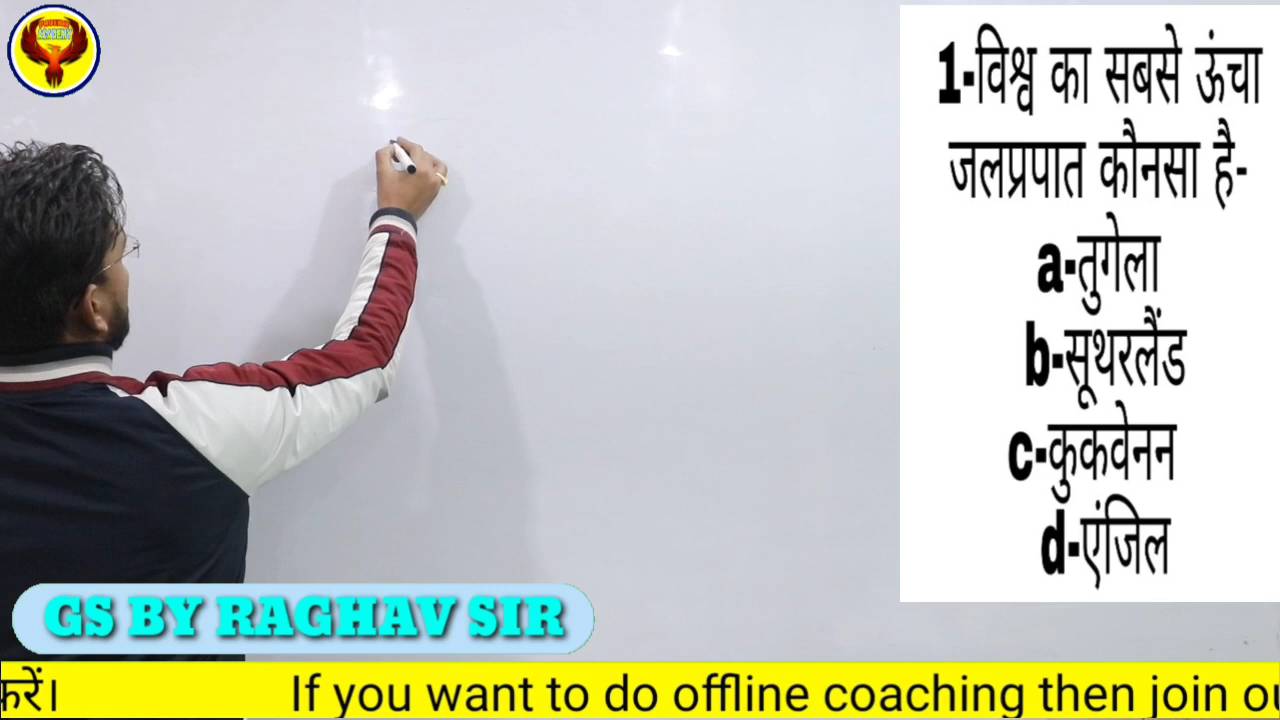 1-विश्व का सबसे ऊंचा
जलप्रपात कौनसा है-
a-तुगेला
b-सूथरलैंड
c-कुकवेनन
d-एंजिल
GS BY RAGHAV SIR
करें। If you want to do offline coaching then join ou